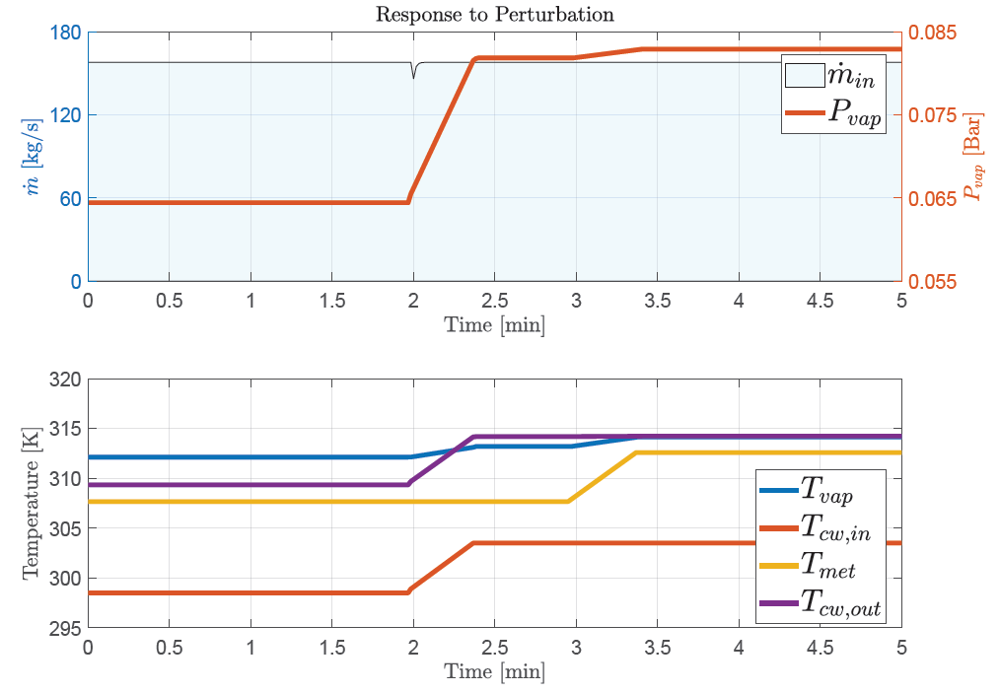 Response to Perturbation
180
120
60
0
ṁ [kg/s]
0.085
0.075
0.065
0.055
P_vap [Bar]
ṁ_in
P_vap
0 0.5 1 1.5 2 2.5 3 3.5 4 4.5 5
Time [min]
320
315
310
305
300
295
Temperature [K]
T_vap
T_cw,in
T_met
T_cw,out
0 0.5 1 1.5 2 2.5 3 3.5 4 4.5 5
Time [min]